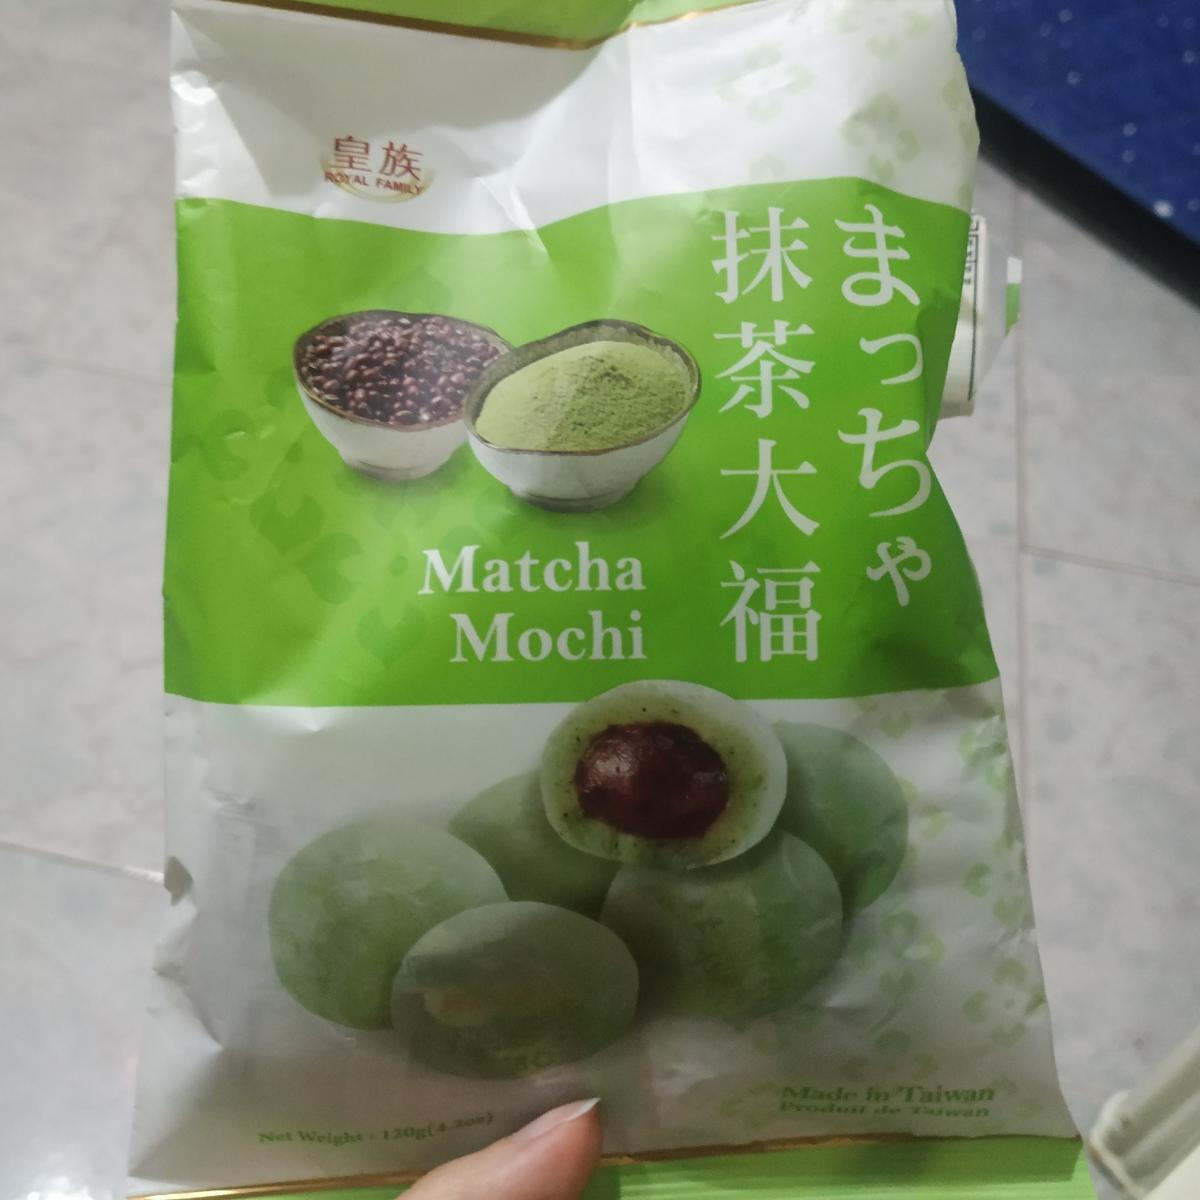 皇族
ROYAL FAMILY
まっちゃ
抹茶大福
Matcha
Mochi
Made in Taiwan
Produit de Taiwan
Net Weight : 120g(4.2oz)